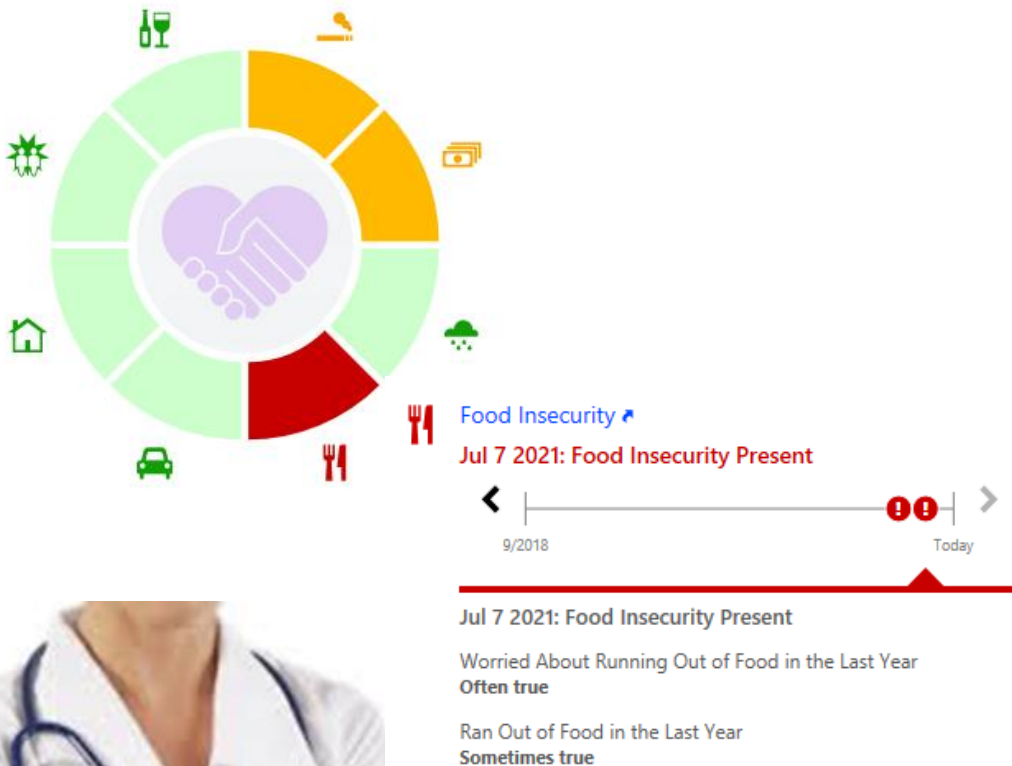 Food Insecurity
Jul 7 2021: Food Insecurity Present
9/2018
Today
Jul 7 2021: Food Insecurity Present
Worried About Running Out of Food in the Last Year
Often true
Ran Out of Food in the Last Year
Sometimes true